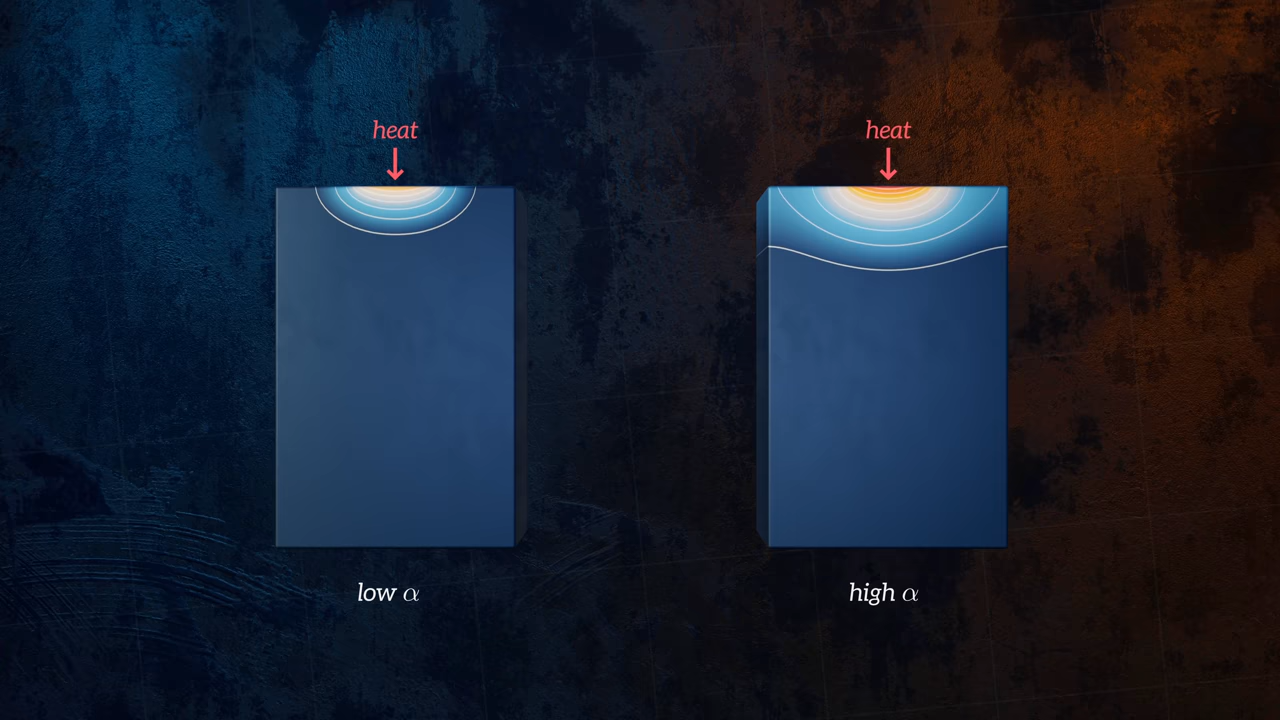 heat
heat
low α
high α